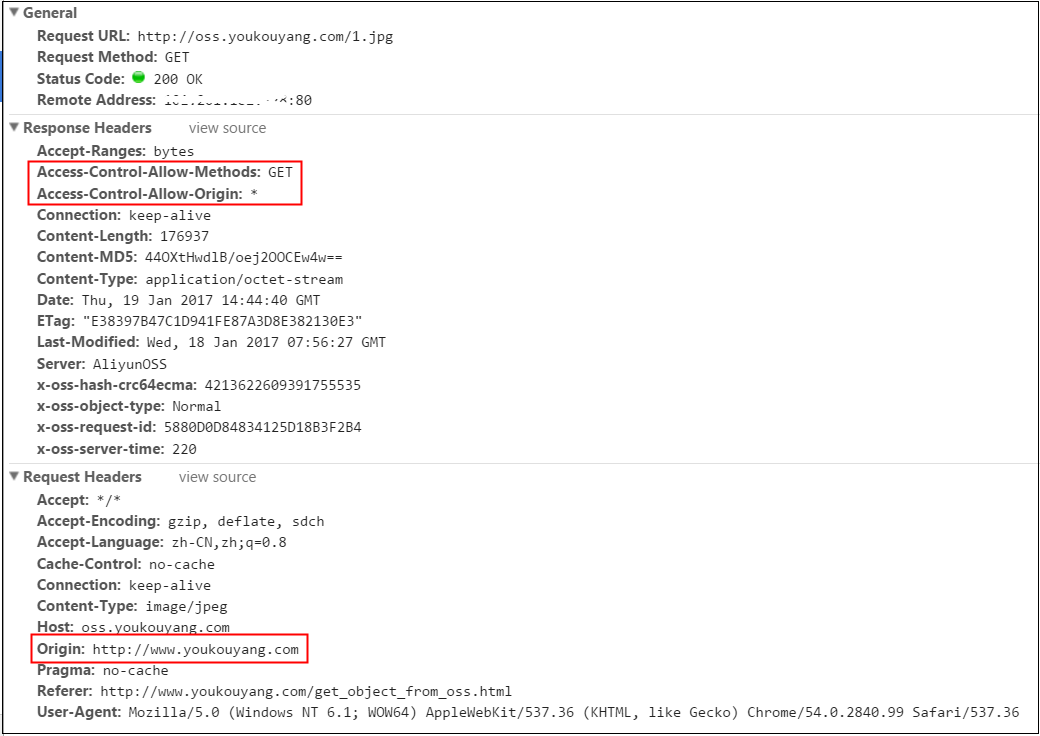 General
Request URL: http://oss.youkouyang.com/1.jpg
Request Method: GET
Status Code: 200 OK
Remote Address: :80
Response Headers view source
Accept-Ranges: bytes
Access-Control-Allow-Methods: GET
Access-Control-Allow-Origin: *
Connection: keep-alive
Content-Length: 176937
Content-MD5: 44OXtHwdlB/oej2OOCEw4w==
Content-Type: application/octet-stream
Date: Thu, 19 Jan 2017 14:44:40 GMT
ETag: "E38397B47C1D941FE87A3D8E382130E3"
Last-Modified: Wed, 18 Jan 2017 07:56:27 GMT
Server: AliyunOSS
x-oss-hash-crc64ecma: 4213622609391755535
x-oss-object-type: Normal
x-oss-request-id: 5880D0D84834125D18B3F2B4
x-oss-server-time: 220
Request Headers view source
Accept: */*
Accept-Encoding: gzip, deflate, sdch
Accept-Language: zh-CN,zh;q=0.8
Cache-Control: no-cache
Connection: keep-alive
Content-Type: image/jpeg
Host: oss.youkouyang.com
Origin: http://www.youkouyang.com
Pragma: no-cache
Referer: http://www.youkouyang.com/get_object_from_oss.html
User-Agent: Mozilla/5.0 (Windows NT 6.1; WOW64) AppleWebKit/537.36 (KHTML, like Gecko) Chrome/54.0.2840.99 Safari/537.36